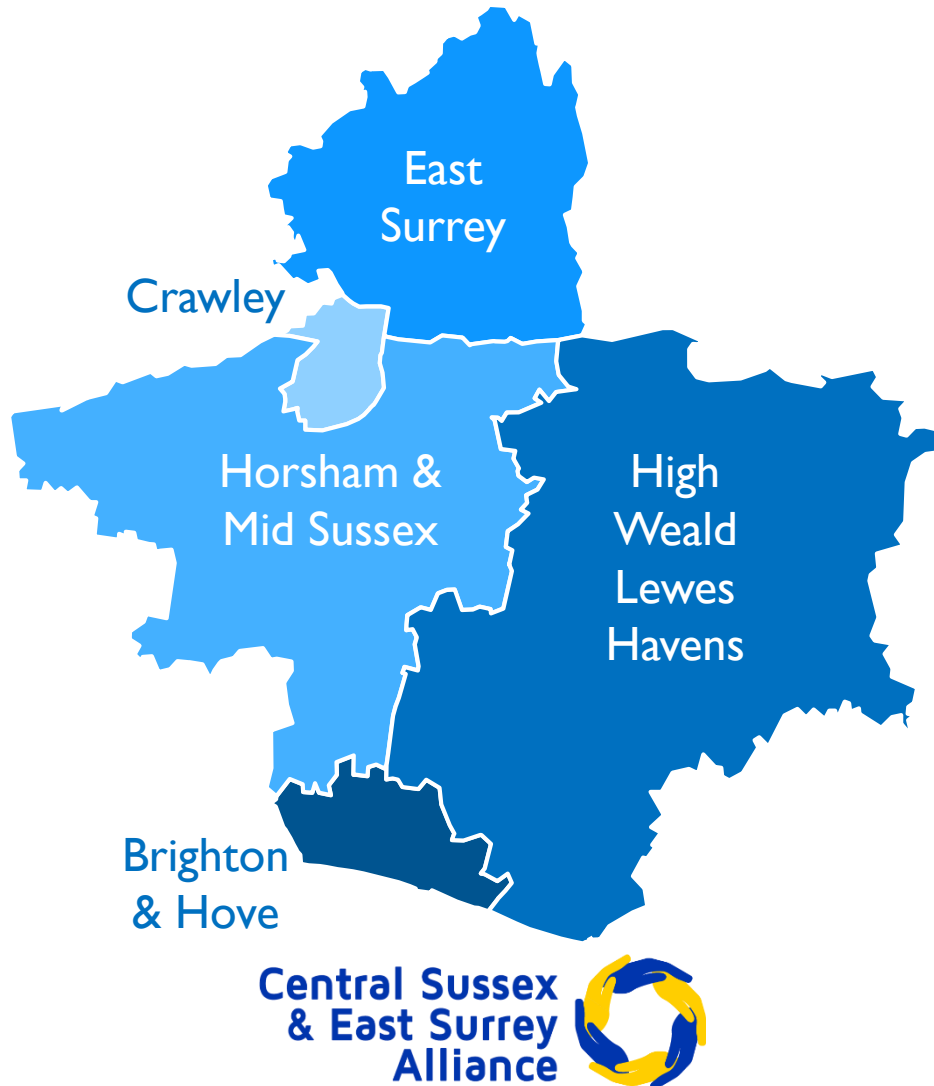 East
Surrey
Crawley
Horsham &
Mid Sussex
High
Weald
Lewes
Havens
Brighton
& Hove
Central Sussex
& East Surrey
Alliance